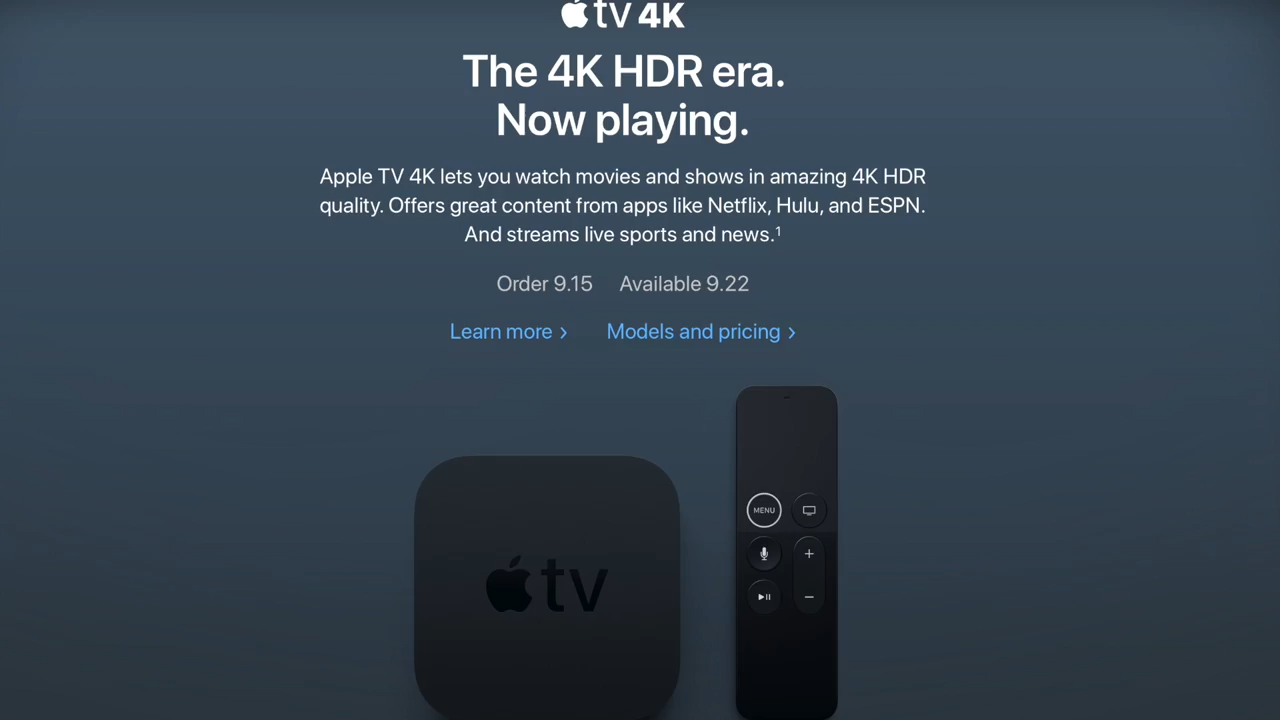 tv 4K
The 4K HDR era.
Now playing.
Apple TV 4K lets you watch movies and shows in amazing 4K HDR
quality. Offers great content from apps like Netflix, Hulu, and ESPN.
And streams live sports and news.¹
Order 9.15 Available 9.22
Learn more › Models and pricing ›
MENU
tv